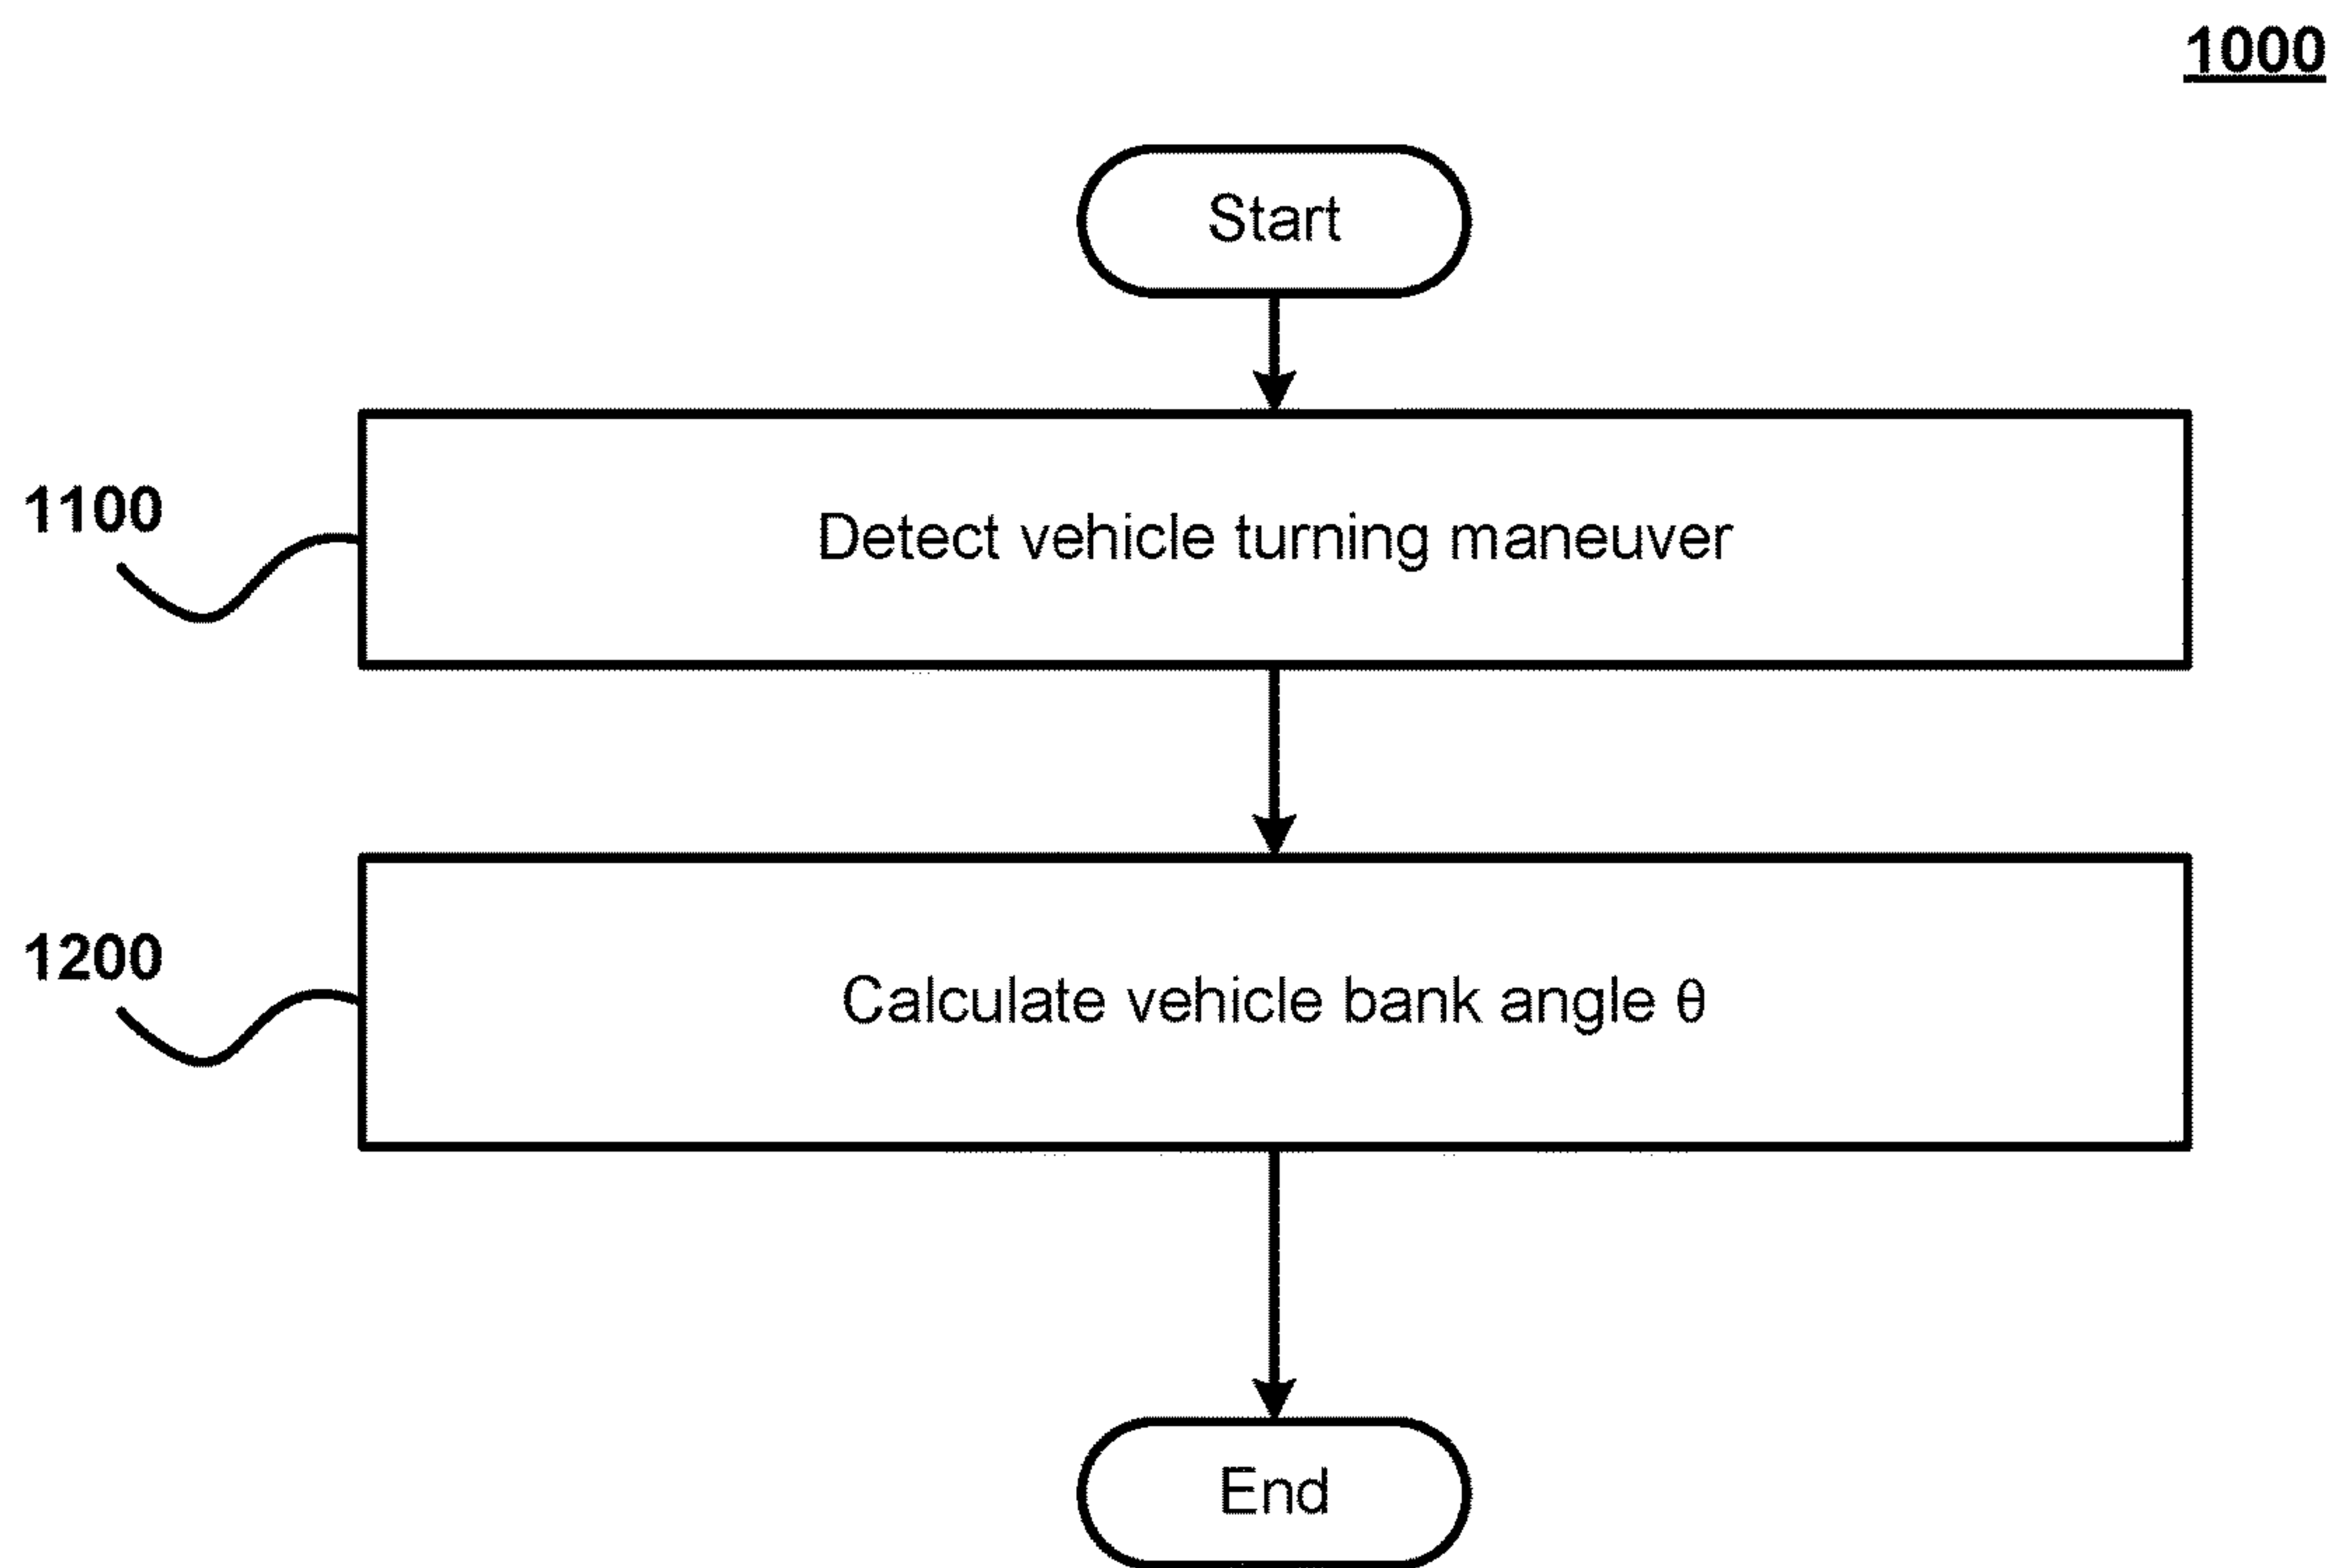 1000
Start
1100
Detect vehicle turning maneuver
1200
Calculate vehicle bank angle θ
End